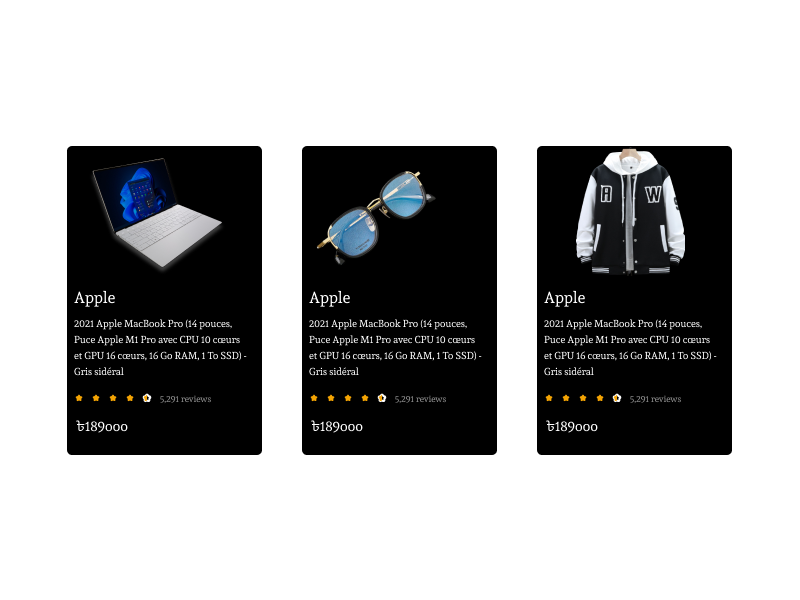 A W
Apple
2021 Apple MacBook Pro (14 pouces,
Puce Apple M1 Pro avec CPU 10 cœurs
et GPU 16 cœurs, 16 Go RAM, 1 To SSD) -
Gris sidéral
5,291 reviews
৳189000
Apple
2021 Apple MacBook Pro (14 pouces,
Puce Apple M1 Pro avec CPU 10 cœurs
et GPU 16 cœurs, 16 Go RAM, 1 To SSD) -
Gris sidéral
5,291 reviews
৳189000
Apple
2021 Apple MacBook Pro (14 pouces,
Puce Apple M1 Pro avec CPU 10 cœurs
et GPU 16 cœurs, 16 Go RAM, 1 To SSD) -
Gris sidéral
5,291 reviews
৳189000